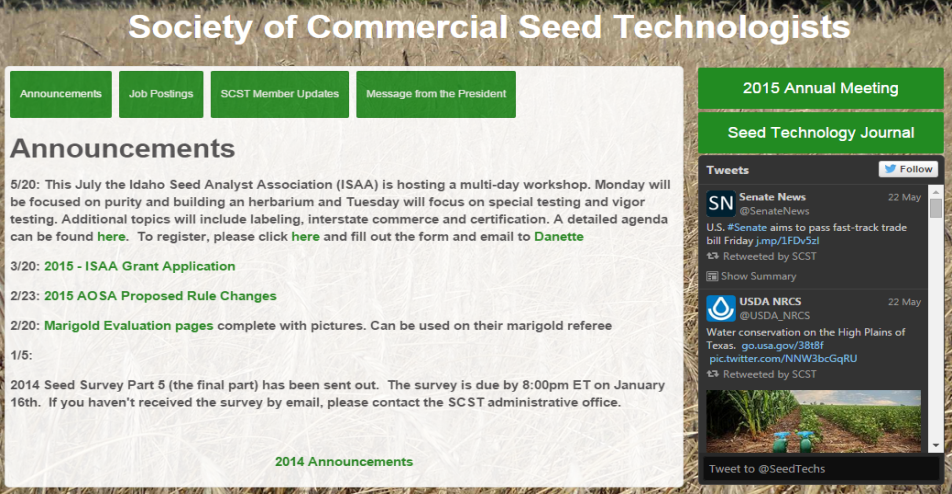 Society of Commercial Seed Technologists
Announcements
Job Postings
SCST Member Updates
Message from the President
Announcements
5/20: This July the Idaho Seed Analyst Association (ISAA) is hosting a multi-day workshop. Monday will
be focused on purity and building an herbarium and Tuesday will focus on special testing and vigor
testing. Additional topics will include labeling, interstate commerce and certification. A detailed agenda
can be found here. To register, please click here and fill out the form and email to Danette
3/20: 2015 - ISAA Grant Application
2/23: 2015 AOSA Proposed Rule Changes
2/20: Marigold Evaluation pages complete with pictures. Can be used on their marigold referee
1/5:
2014 Seed Survey Part 5 (the final part) has been sent out. The survey is due by 8:00pm ET on January
16th. If you haven't received the survey by email, please contact the SCST administrative office.
2014 Announcements
2015 Annual Meeting
Seed Technology Journal
Tweets
Follow
SN
Senate News 22 May
@SenateNews
U.S. #Senate aims to pass fast-track trade
bill Friday j.mp/1FDv5zI
Retweeted by SCST
Show Summary
USDA NRCS 22 May
@USDA_NRCS
Water conservation on the High Plains of
Texas. go.usa.gov/38t8f
pic.twitter.com/NNW3bcGqRU
Retweeted by SCST
Tweet to @SeedTechs